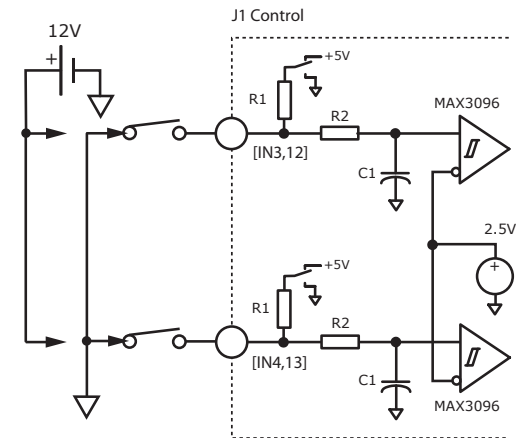 J1 Control
12V
+
+5V
R1
R2
MAX3096
[IN3,12]
C1
2.5V
+
+5V
R1
R2
[IN4,13]
C1
MAX3096